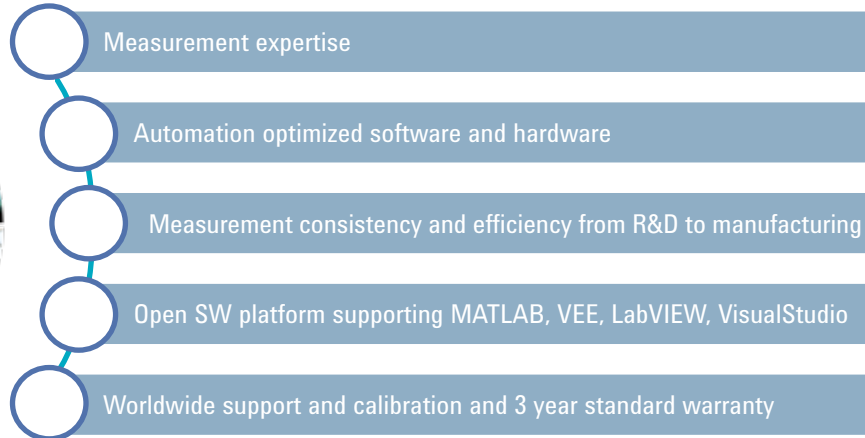 Measurement expertise
Automation optimized software and hardware
Measurement consistency and efficiency from R&D to manufacturing
Open SW platform supporting MATLAB, VEE, LabVIEW, VisualStudio
Worldwide support and calibration and 3 year standard warranty